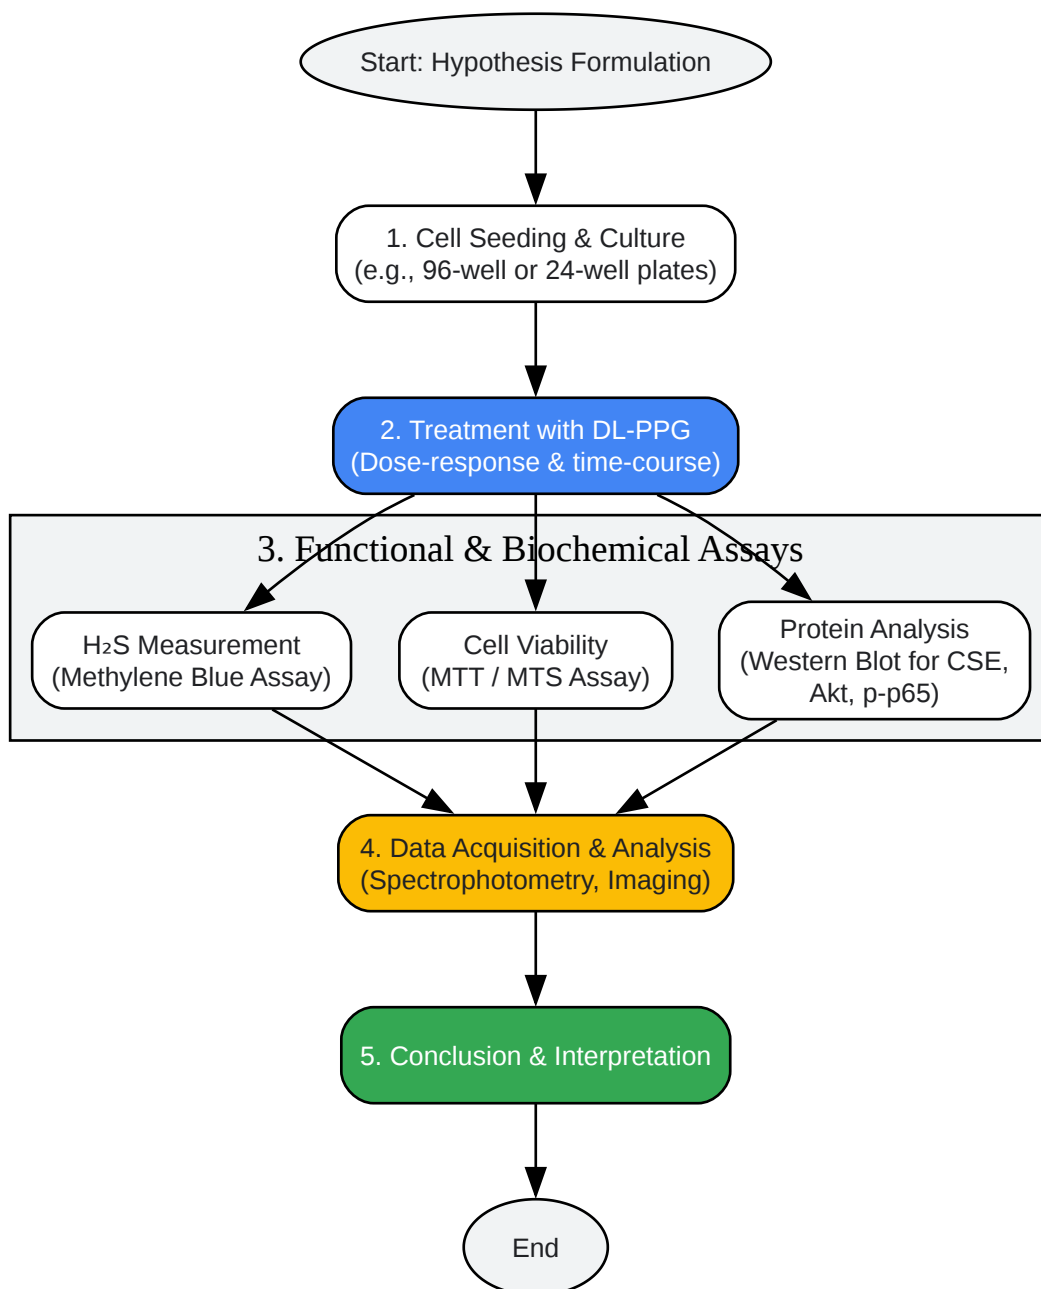 Start: Hypothesis Formulation
1. Cell Seeding & Culture
(e.g., 96-well or 24-well plates)
2. Treatment with DL-PPG
(Dose-response & time-course)
3. Functional & Biochemical Assays
H₂S Measurement
(Methylene Blue Assay)
Cell Viability
(MTT / MTS Assay)
Protein Analysis
(Western Blot for CSE,
Akt, p-p65)
4. Data Acquisition & Analysis
(Spectrophotometry, Imaging)
5. Conclusion & Interpretation
End